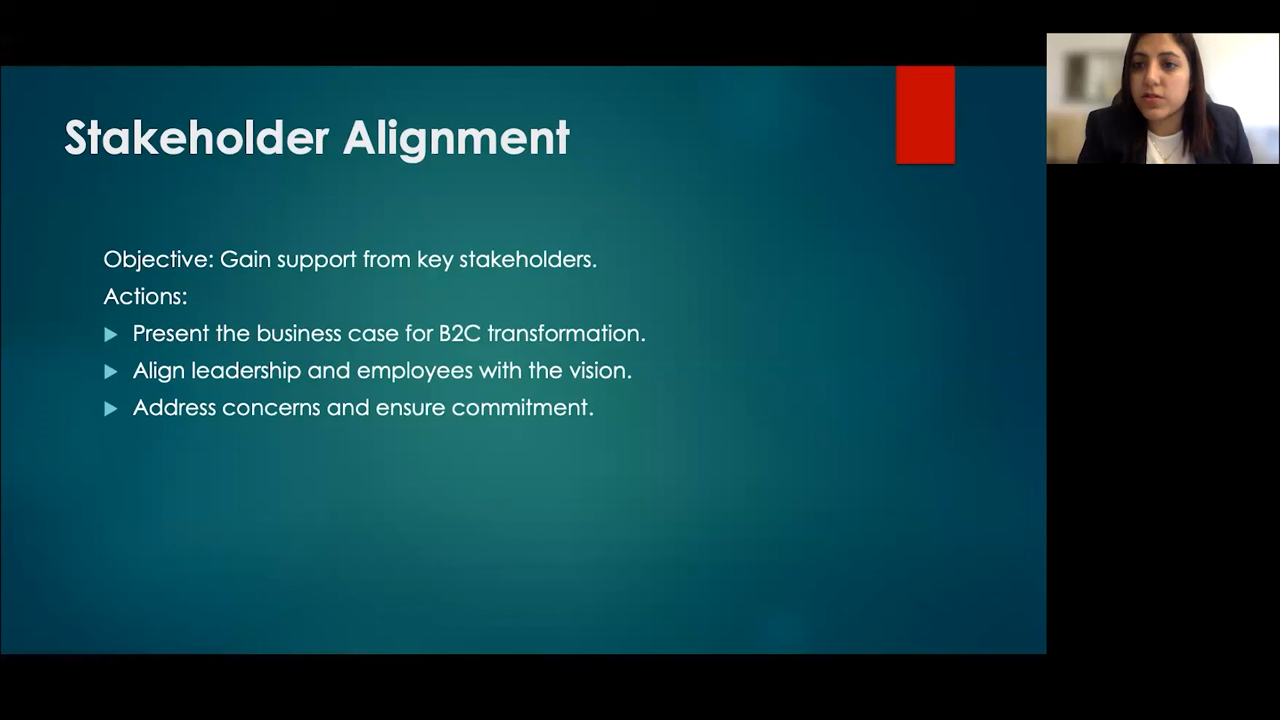 Stakeholder Alignment
Objective: Gain support from key stakeholders.
Actions:
Present the business case for B2C transformation.
Align leadership and employees with the vision.
Address concerns and ensure commitment.